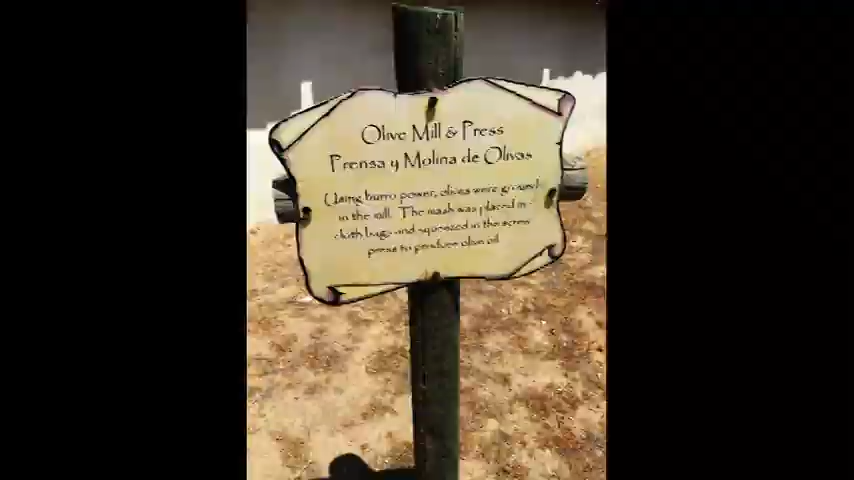 Olive Mill & Press
Prensa y Molina de Olivas
Using burro power, olives were ground
in the mill. The mash was placed in
cloth bags and squeezed in the screw
press to produce olive oil